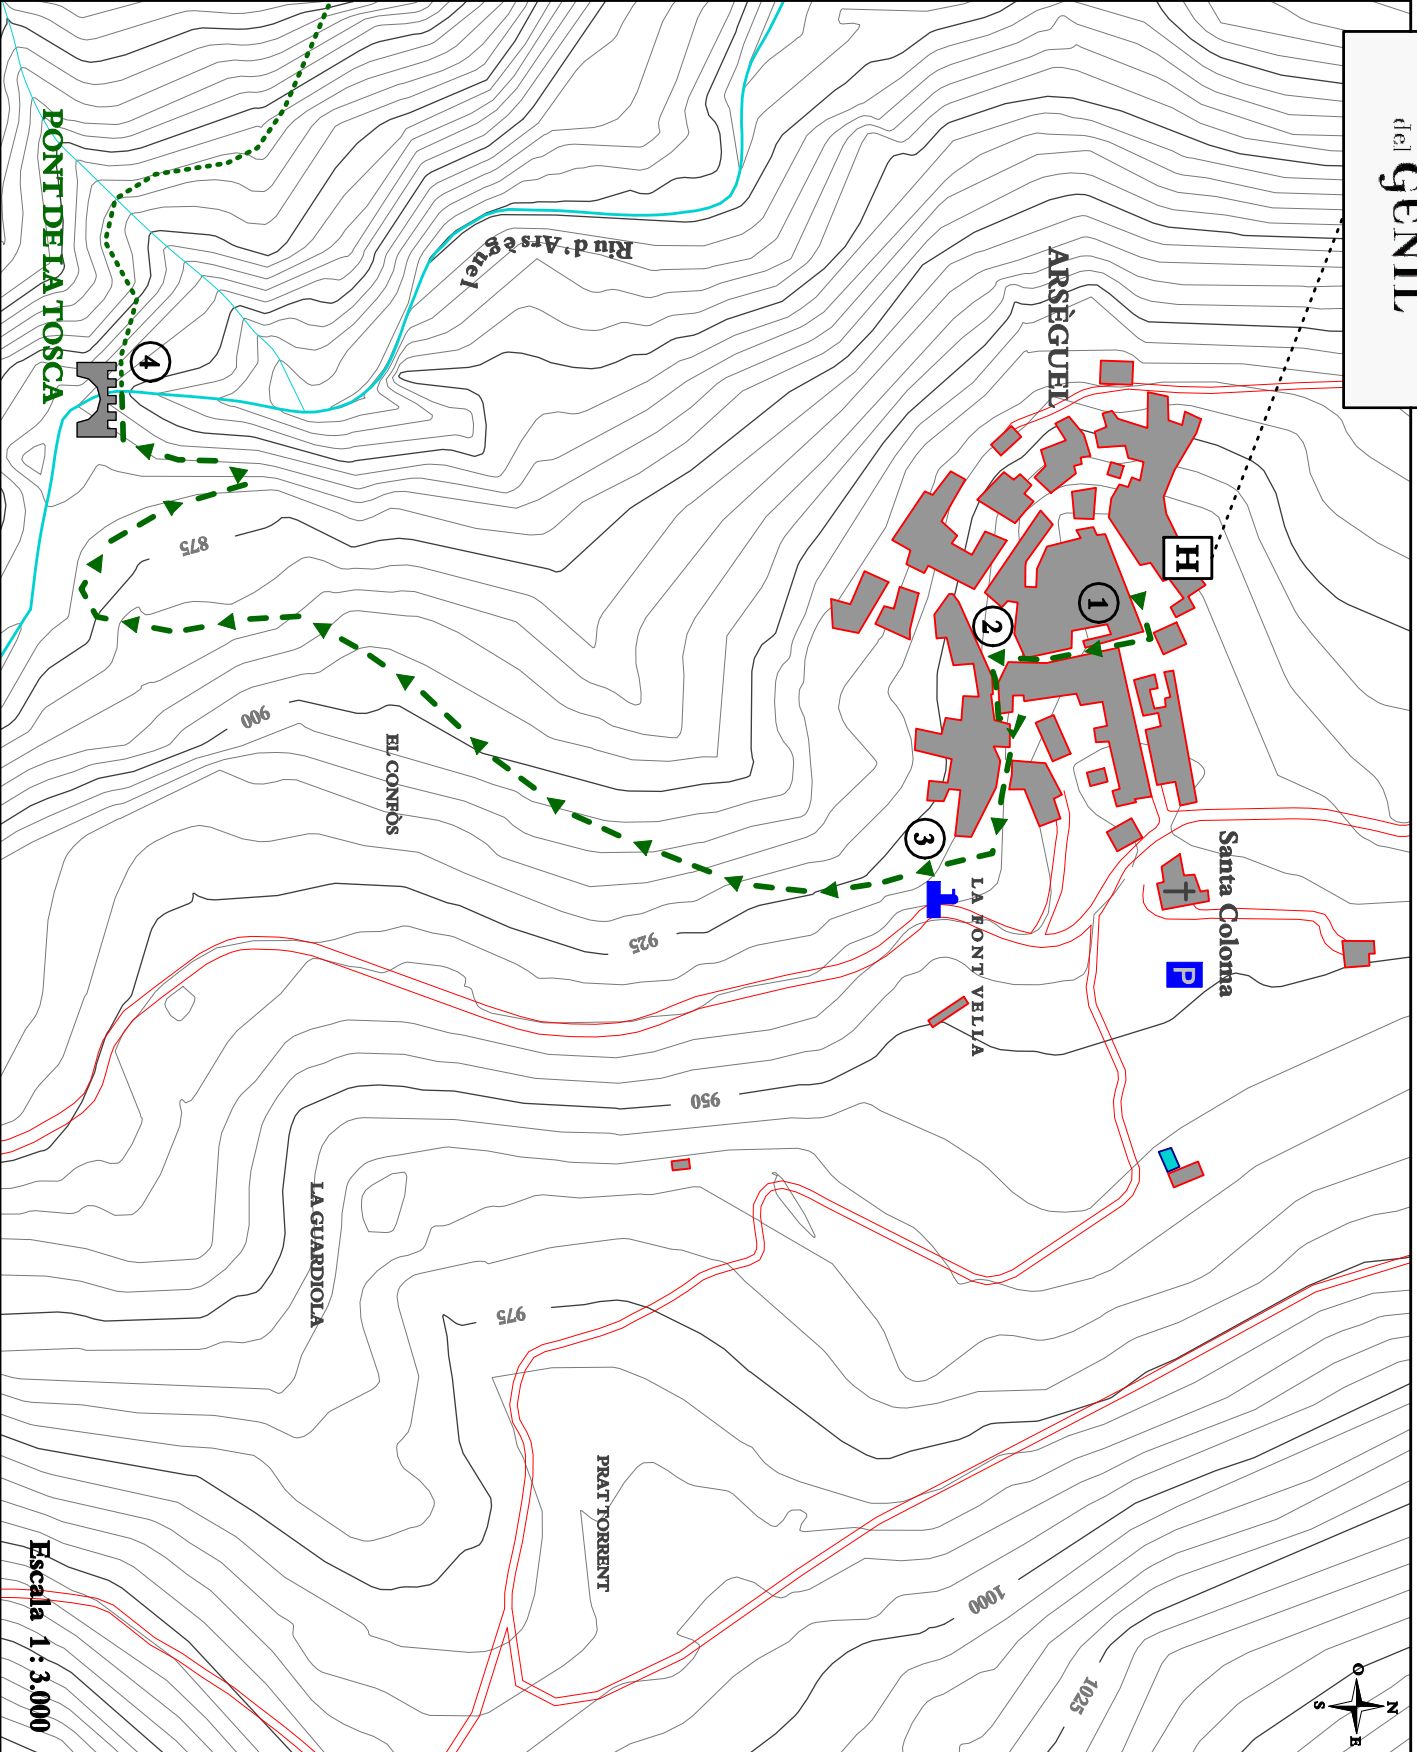 del
GENIL
ARSÈGUEL
Santa Coloma
H
1
2
3
4
P
Riu d'Arsèguel
PONT DE LA TOSCA
LA FONT VELLA
EL CONFÒS
LA GUARDIOLA
PRAT TORRENT
875
900
925
950
975
1000
1025
N
O
E
S
Escala 1: 3.000